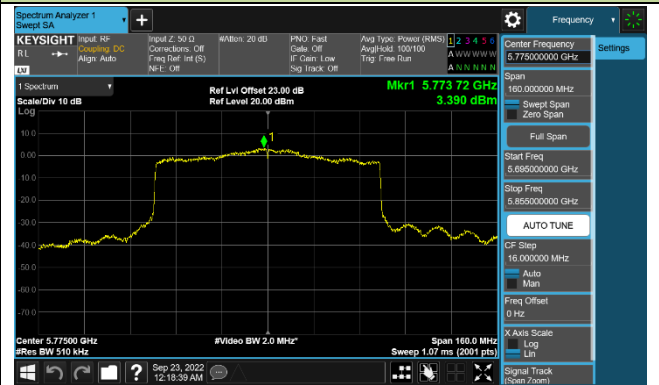 Spectrum Analyzer 1
Swept SA
+
Frequency
KEYSIGHT
RL
LXI
Input: RF
Coupling: DC
Align: Auto
Input Z: 50 Ω
Corrections: Off
Freq Ref: Int (S)
NFE: Off
#Atten: 20 dB
PNO: Fast
Gate: Off
IF Gain: Low
Sig Track: Off
Avg Type: Power (RMS)
Avg|Hold: 100/100
Trig: Free Run
1 2 3 4 5 6
A W W W W W
A N N N N N
Center Frequency
5.775000000 GHz
Settings
Span
160.000000 MHz
Swept Span
Zero Span
Full Span
Start Freq
5.695000000 GHz
Stop Freq
5.855000000 GHz
AUTO TUNE
CF Step
16.000000 MHz
Auto
Man
Freq Offset
0 Hz
X Axis Scale
Log
Lin
Signal Track
(Span Zoom)
1 Spectrum
Scale/Div 10 dB
Log
Ref Lvl Offset 23.00 dB
Ref Level 20.00 dBm
Mkr1 5.773 72 GHz
3.390 dBm
1
10.0
0.00
-10.0
-20.0
-30.0
-40.0
-50.0
-60.0
-70.0
Center 5.77500 GHz
#Res BW 510 kHz
#Video BW 2.0 MHz*
Span 160.0 MHz
Sweep 1.07 ms (2001 pts)
?
Sep 23, 2022
12:18:39 AM